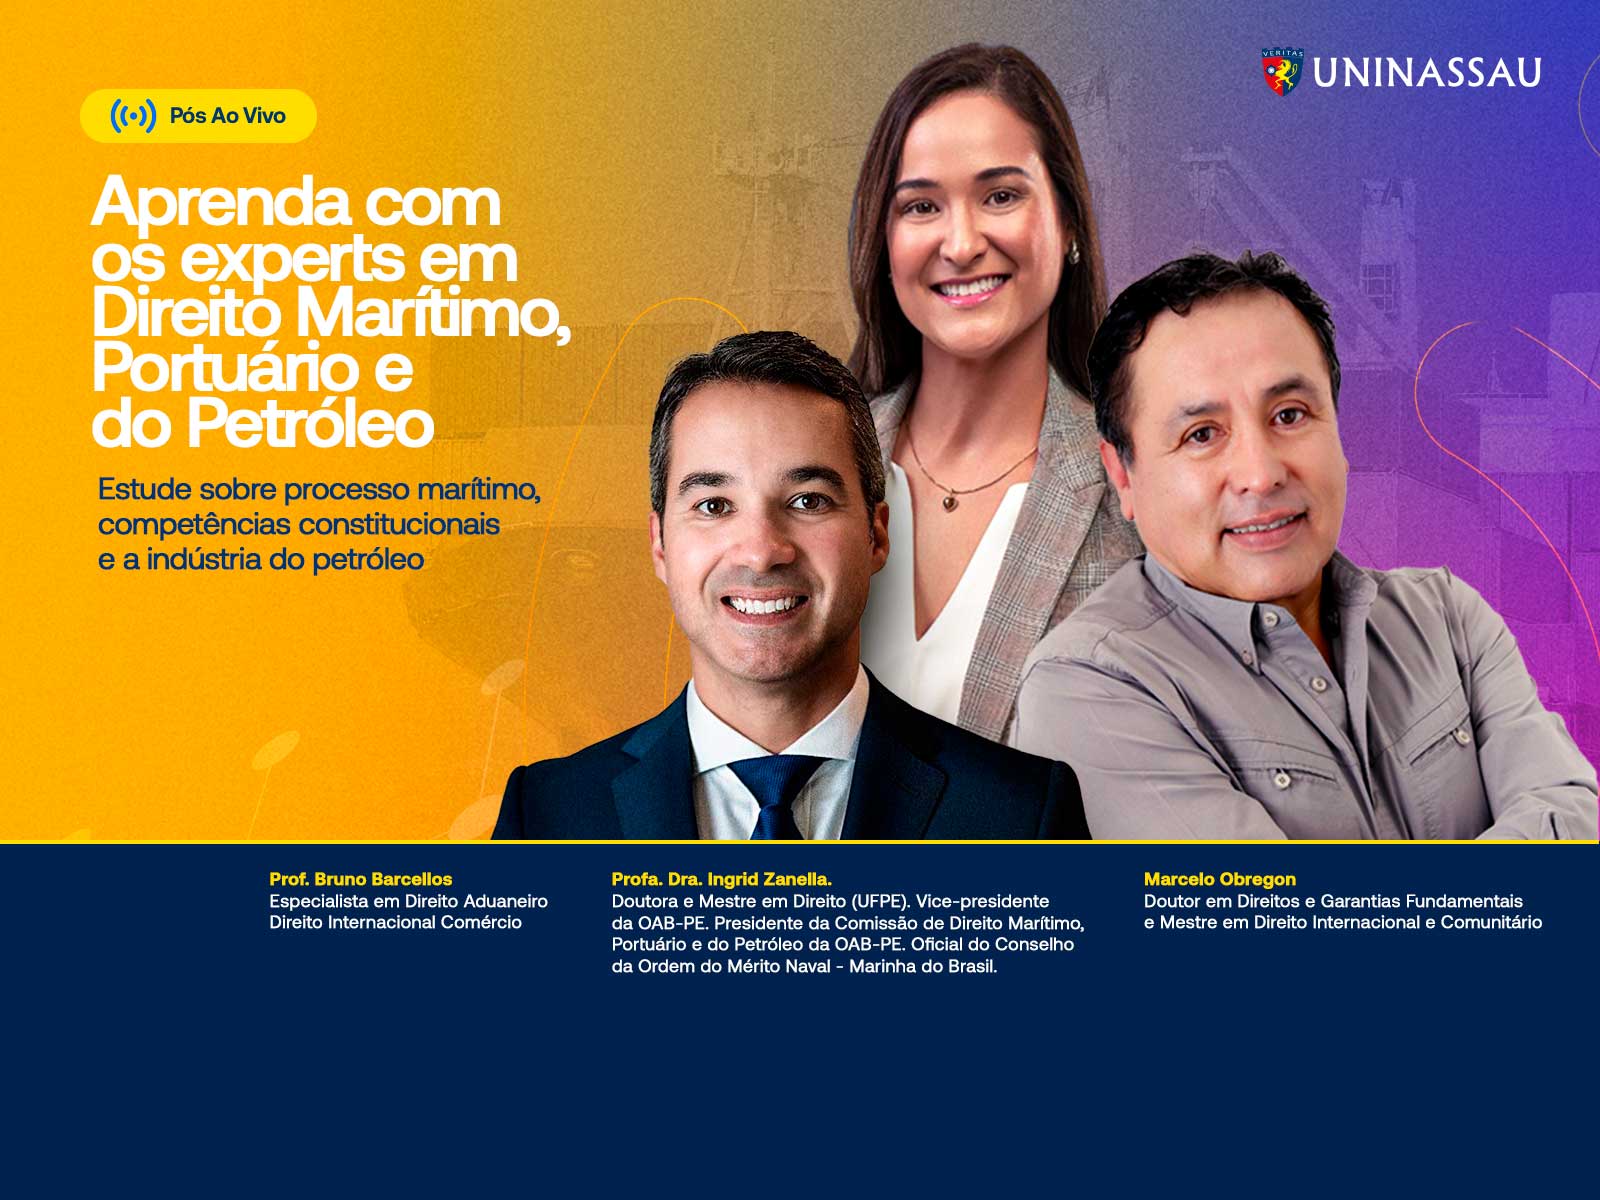 VERITAS
UNINASSAU
Pós Ao Vivo
Aprenda com
os experts em
Direito Marítimo,
Portuário e
do Petróleo
Estude sobre processo marítimo,
competências constitucionais
e a indústria do petróleo
Prof. Bruno Barcellos
Especialista em Direito Aduaneiro
Direito Internacional Comércio
Profa. Dra. Ingrid Zanella.
Doutora e Mestre em Direito (UFPE). Vice-presidente
da OAB-PE. Presidente da Comissão de Direito Marítimo,
Portuário e do Petróleo da OAB-PE. Oficial do Conselho
da Ordem do Mérito Naval - Marinha do Brasil.
Marcelo Obregon
Doutor em Direitos e Garantias Fundamentais
e Mestre em Direito Internacional e Comunitário